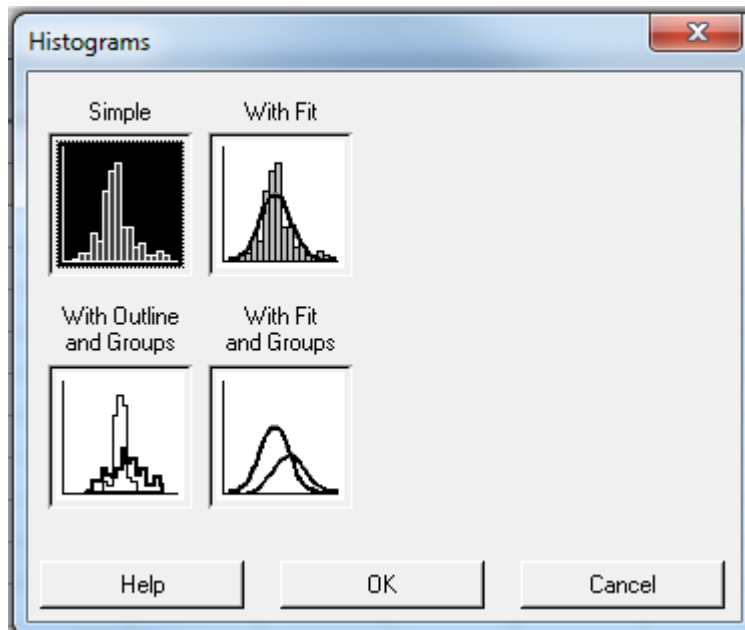 Histograms
Simple
With Fit
With Outline
and Groups
With Fit
and Groups
Help
OK
Cancel